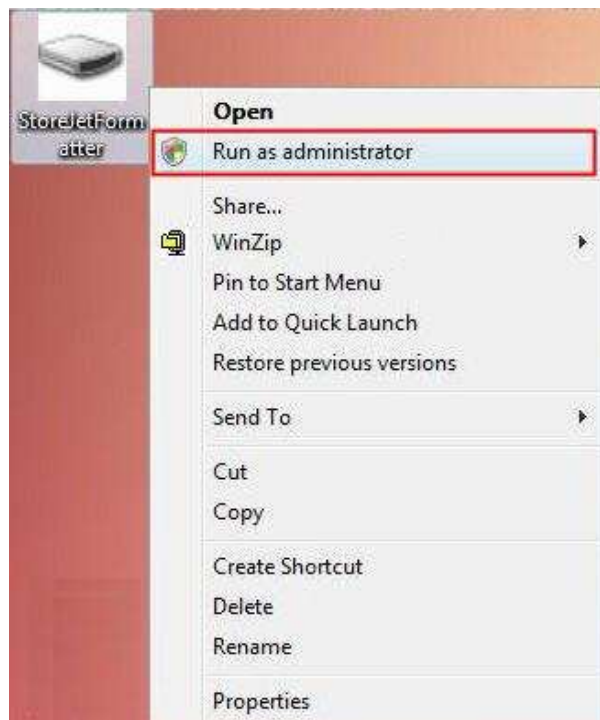 StoreJetForm
atter
Open
Run as administrator
Share...
WinZip
Pin to Start Menu
Add to Quick Launch
Restore previous versions
Send To
Cut
Copy
Create Shortcut
Delete
Rename
Properties